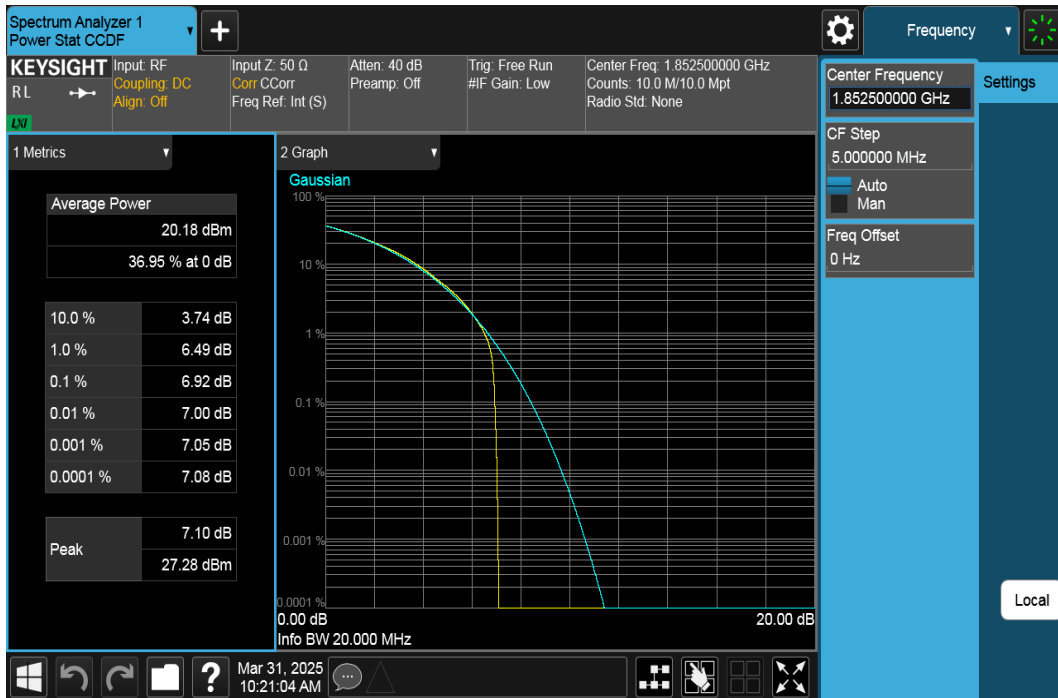 Spectrum Analyzer 1
Power Stat CCDF
Frequency
KEYSIGHT
R L
LXI
Input: RF
Coupling: DC
Align: Off
Input Z: 50 Ω
Corr CCorr
Freq Ref: Int (S)
Atten: 40 dB
Preamp: Off
Trig: Free Run
#IF Gain: Low
Center Freq: 1.852500000 GHz
Counts: 10.0 M/10.0 Mpt
Radio Std: None
Center Frequency
1.852500000 GHz
Settings
CF Step
5.000000 MHz
Auto
Man
Freq Offset
0 Hz
1 Metrics
Average Power
20.18 dBm
36.95 % at 0 dB
10.0 % 3.74 dB
1.0 % 6.49 dB
0.1 % 6.92 dB
0.01 % 7.00 dB
0.001 % 7.05 dB
0.0001 % 7.08 dB
Peak
7.10 dB
27.28 dBm
2 Graph
Gaussian
100 %
10 %
1 %
0.1 %
0.01 %
0.001 %
0.0001 %
0.00 dB
20.00 dB
Info BW 20.000 MHz
Local
?
Mar 31, 2025
10:21:04 AM